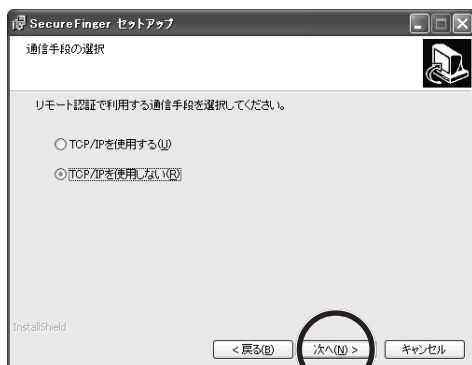 SecureFinger セットアップ
通信手段の選択
リモート認証で利用する通信手段を選択してください。
TCP/IPを使用する(U)
TCP/IPを使用しない(R)
InstallShield
< 戻る(B)
次へ(N) >
キャンセル